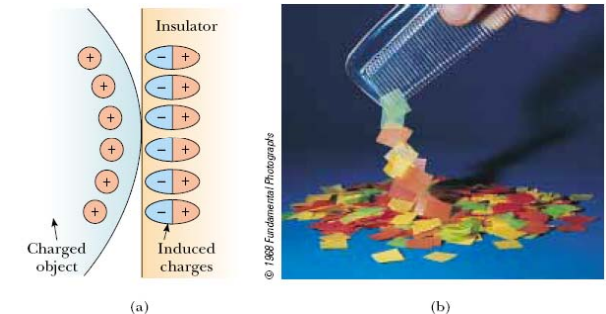 Insulator
+
+
+
+
+
+
− +
− +
− +
− +
− +
− +
Charged
object
Induced
charges
(a)
© 1968 Fundamental Photographs
(b)